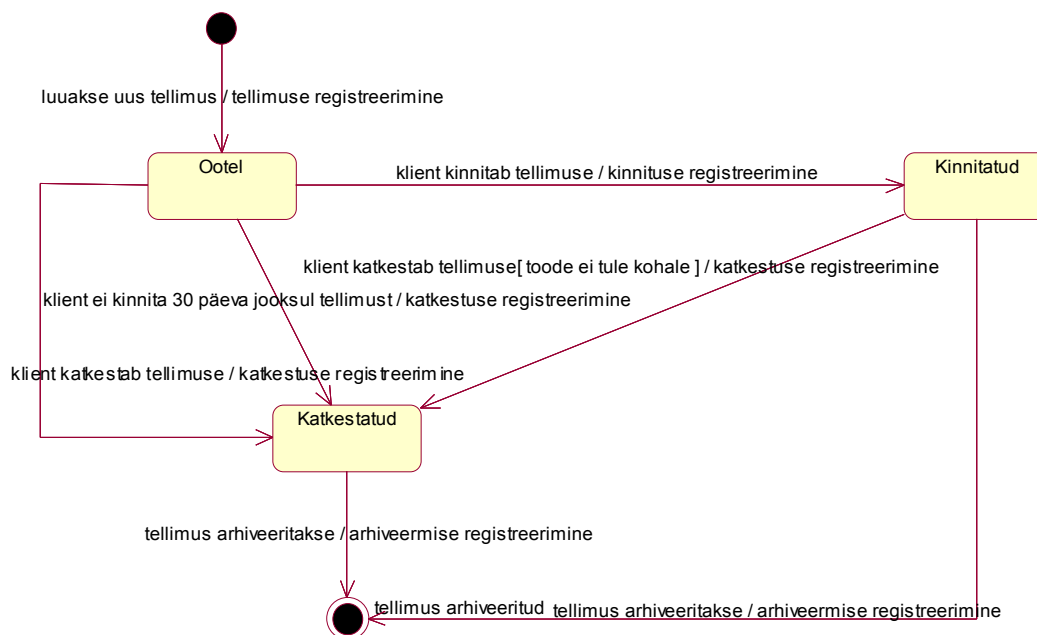 luuakse uus tellimus / tellimuse registreerimine
Ootel
klient kinnitab tellimuse / kinnituse registreerimine
Kinnitatud
klient katkestab tellimuse[ toode ei tule kohale ] / katkestuse registreerimine
klient ei kinnita 30 päeva jooksul tellimust / katkestuse registreerimine
klient katkestab tellimuse / katkestuse registreerimine
Katkestatud
tellimus arhiveeritakse / arhiveermise registreerimine
tellimus arhiveeritud
tellimus arhiveeritakse / arhiveermise registreerimine